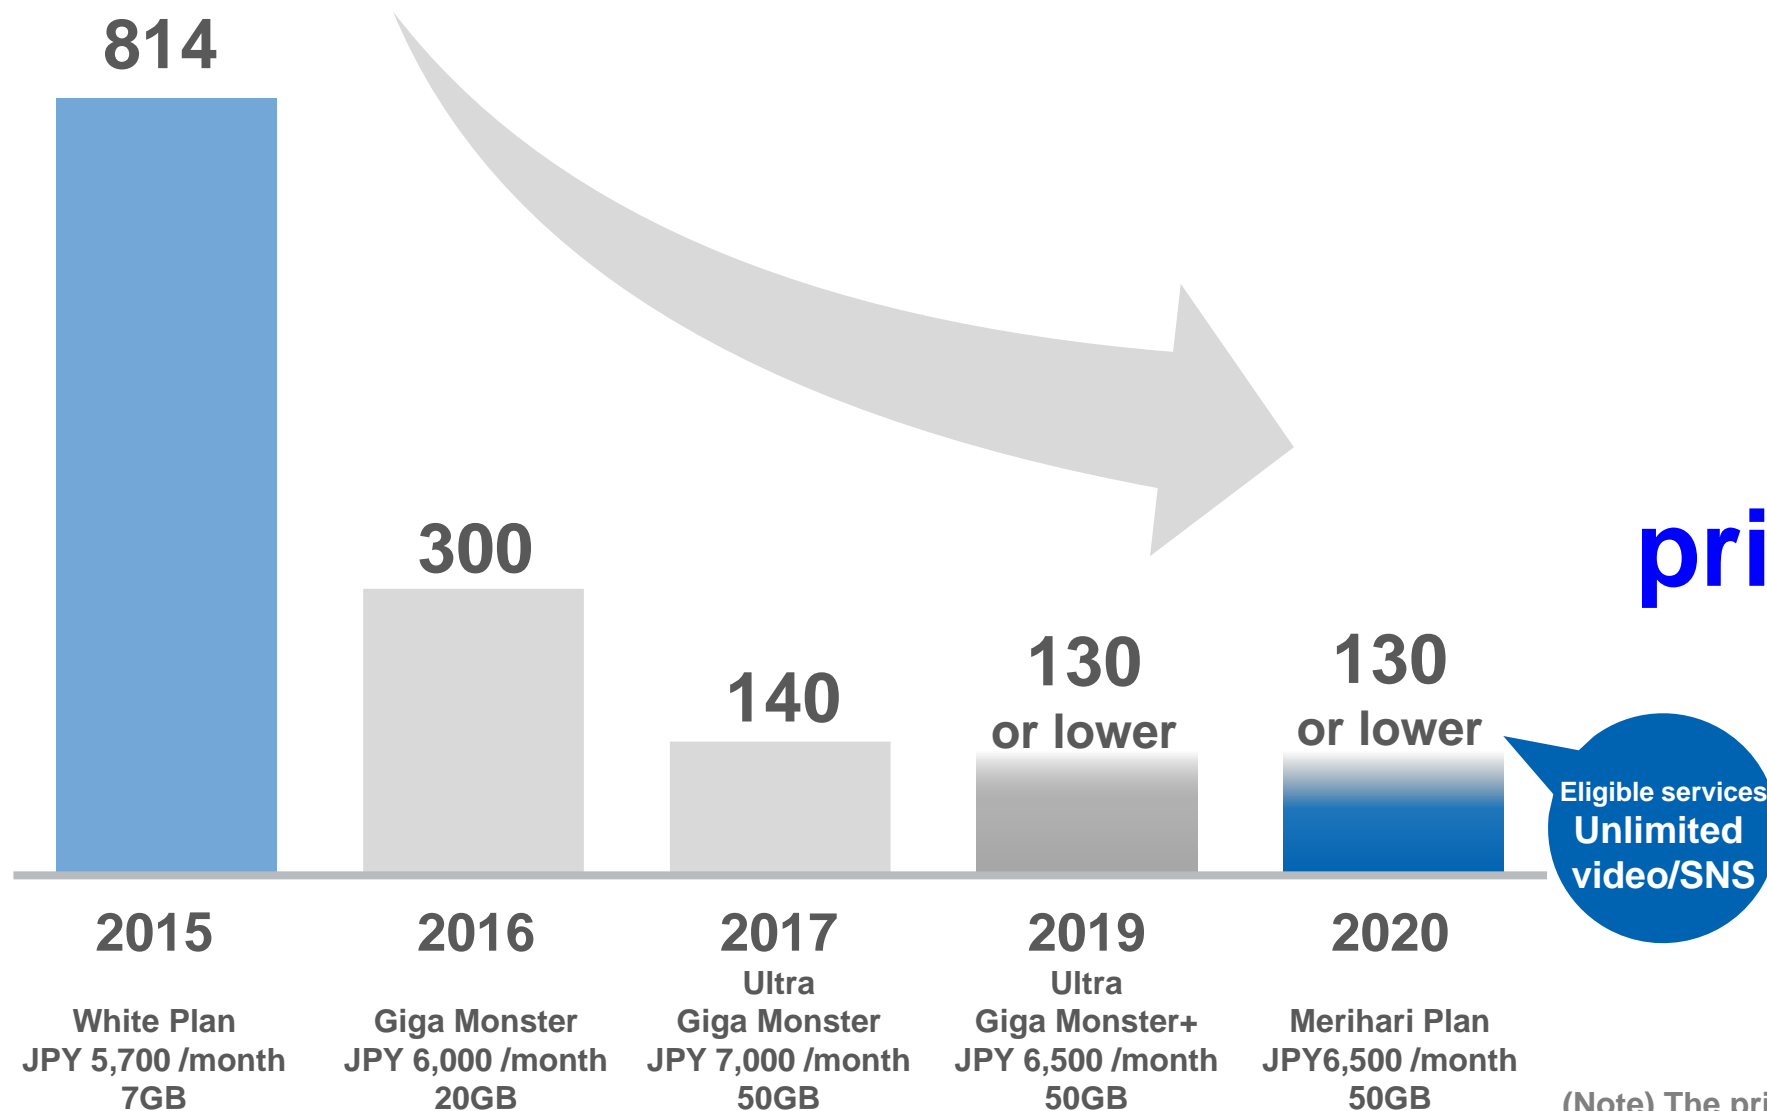 814
300
140
130
or lower
130
or lower
pri
Eligible services
Unlimited
video/SNS
2015
White Plan
JPY 5,700 /month
7GB
2016
Giga Monster
JPY 6,000 /month
20GB
2017
Ultra
Giga Monster
JPY 7,000 /month
50GB
2019
Ultra
Giga Monster+
JPY 6,500 /month
50GB
2020
Merihari Plan
JPY6,500 /month
50GB
(Note) The pri